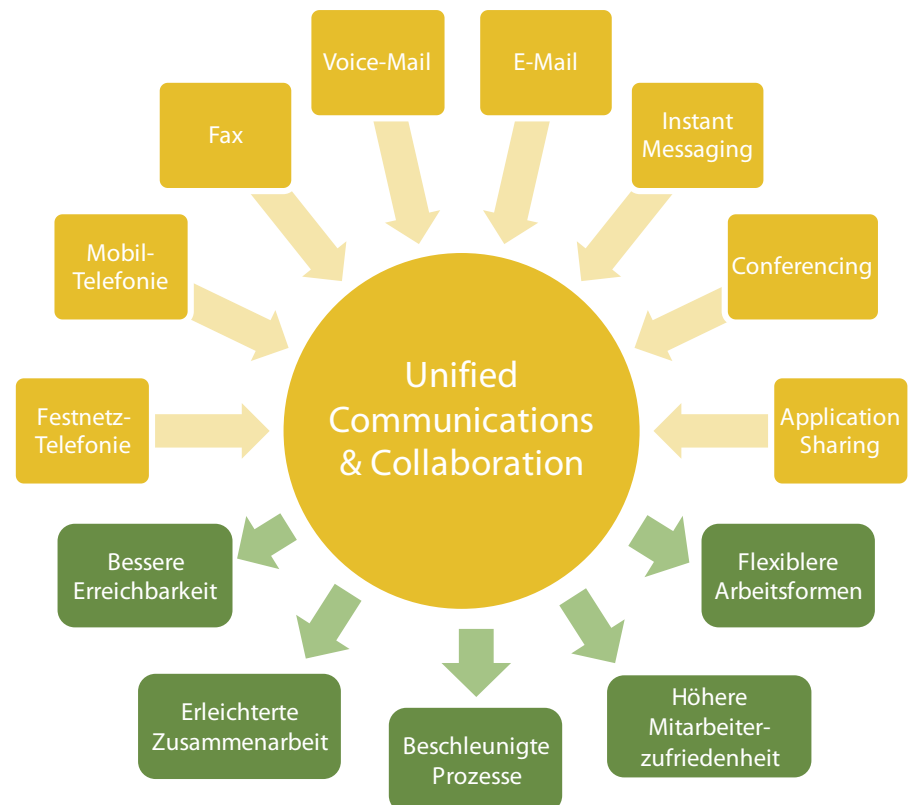 Voice-Mail
E-Mail
Fax
Instant
Messaging
Mobil-
Telefonie
Conferencing
Unified
Communications
& Collaboration
Festnetz-
Telefonie
Application
Sharing
Bessere
Erreichbarkeit
Flexiblere
Arbeitsformen
Erleichterte
Zusammenarbeit
Beschleunigte
Prozesse
Höhere
Mitarbeiter-
zufriedenheit